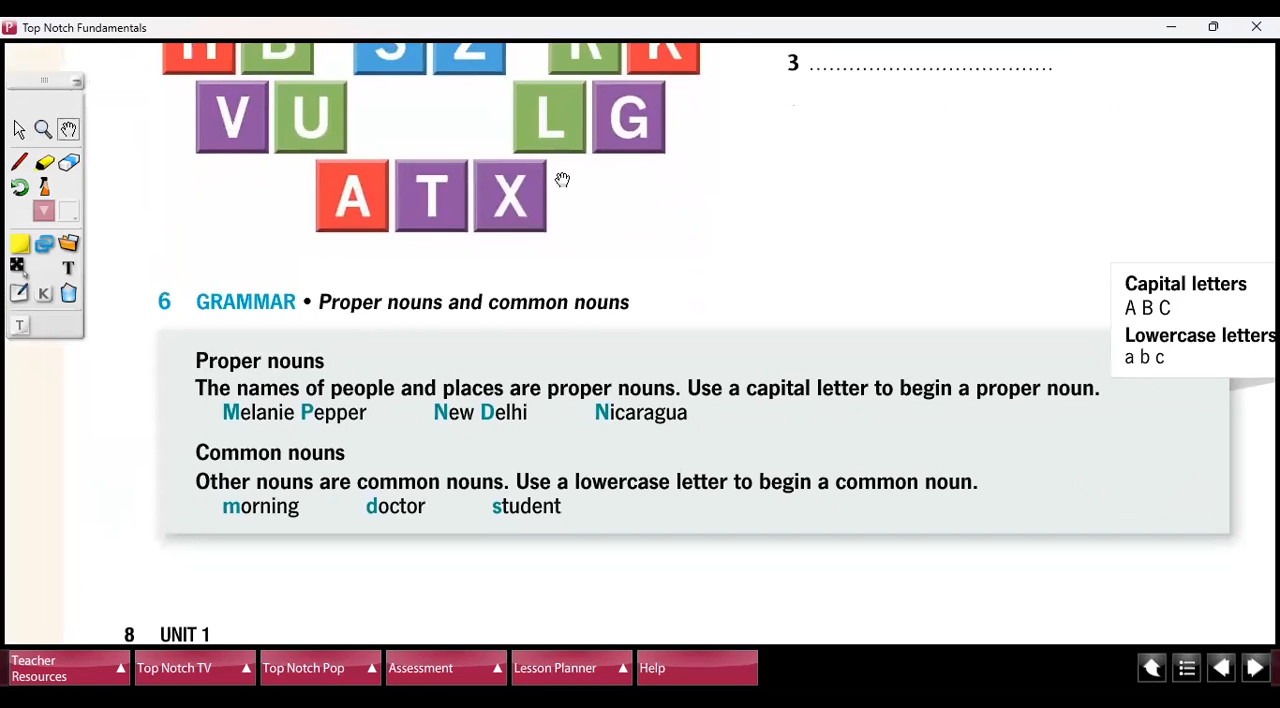 Top Notch Fundamentals
H B S Z R K
3 ....................................
V U L G
A T X
6 GRAMMAR • Proper nouns and common nouns
Capital letters
A B C
Lowercase letters
a b c
Proper nouns
The names of people and places are proper nouns. Use a capital letter to begin a proper noun.
Melanie Pepper New Delhi Nicaragua
Common nouns
Other nouns are common nouns. Use a lowercase letter to begin a common noun.
morning doctor student
8 UNIT 1
Teacher
Resources
Top Notch TV
Top Notch Pop
Assessment
Lesson Planner
Help